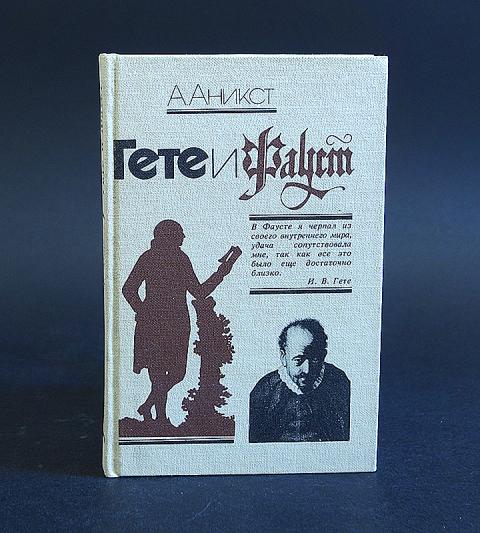 А. Аникст
Гете и Фауст
В Фаусте я черпал из
своего внутреннего мира,
удача сопутствовала
мне, так как все это
было еще достаточно
близко.
И. В. Гете